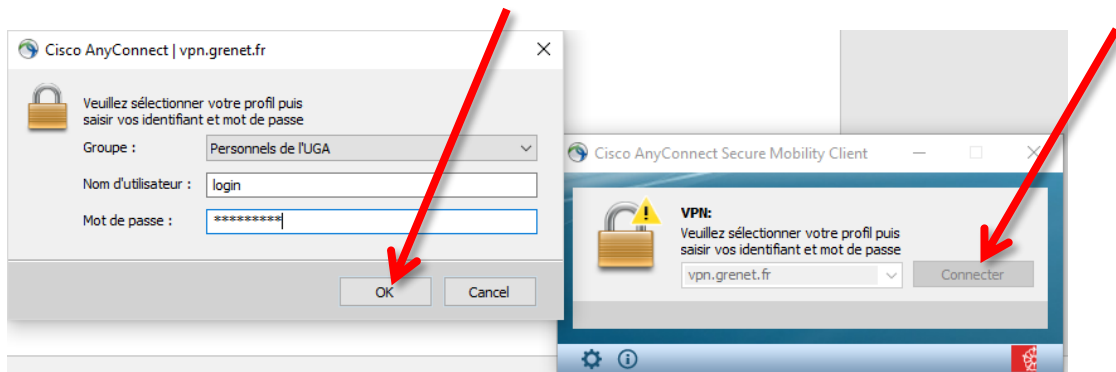 Cisco AnyConnect | vpn.grenet.fr
Veuillez sélectionner votre profil puis
saisir vos identifiant et mot de passe
Groupe :
Personnels de l'UGA
Nom d'utilisateur :
login
Mot de passe :
*********
OK
Cancel
Cisco AnyConnect Secure Mobility Client
VPN:
Veuillez sélectionner votre profil puis
saisir vos identifiant et mot de passe
vpn.grenet.fr
Connecter